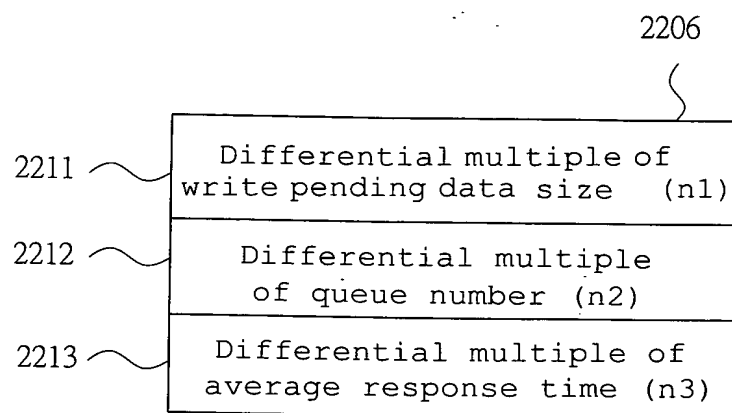 2206
2211
Differential multiple of
write pending data size (n1)
2212
Differential multiple
of queue number (n2)
2213
Differential multiple of
average response time (n3)